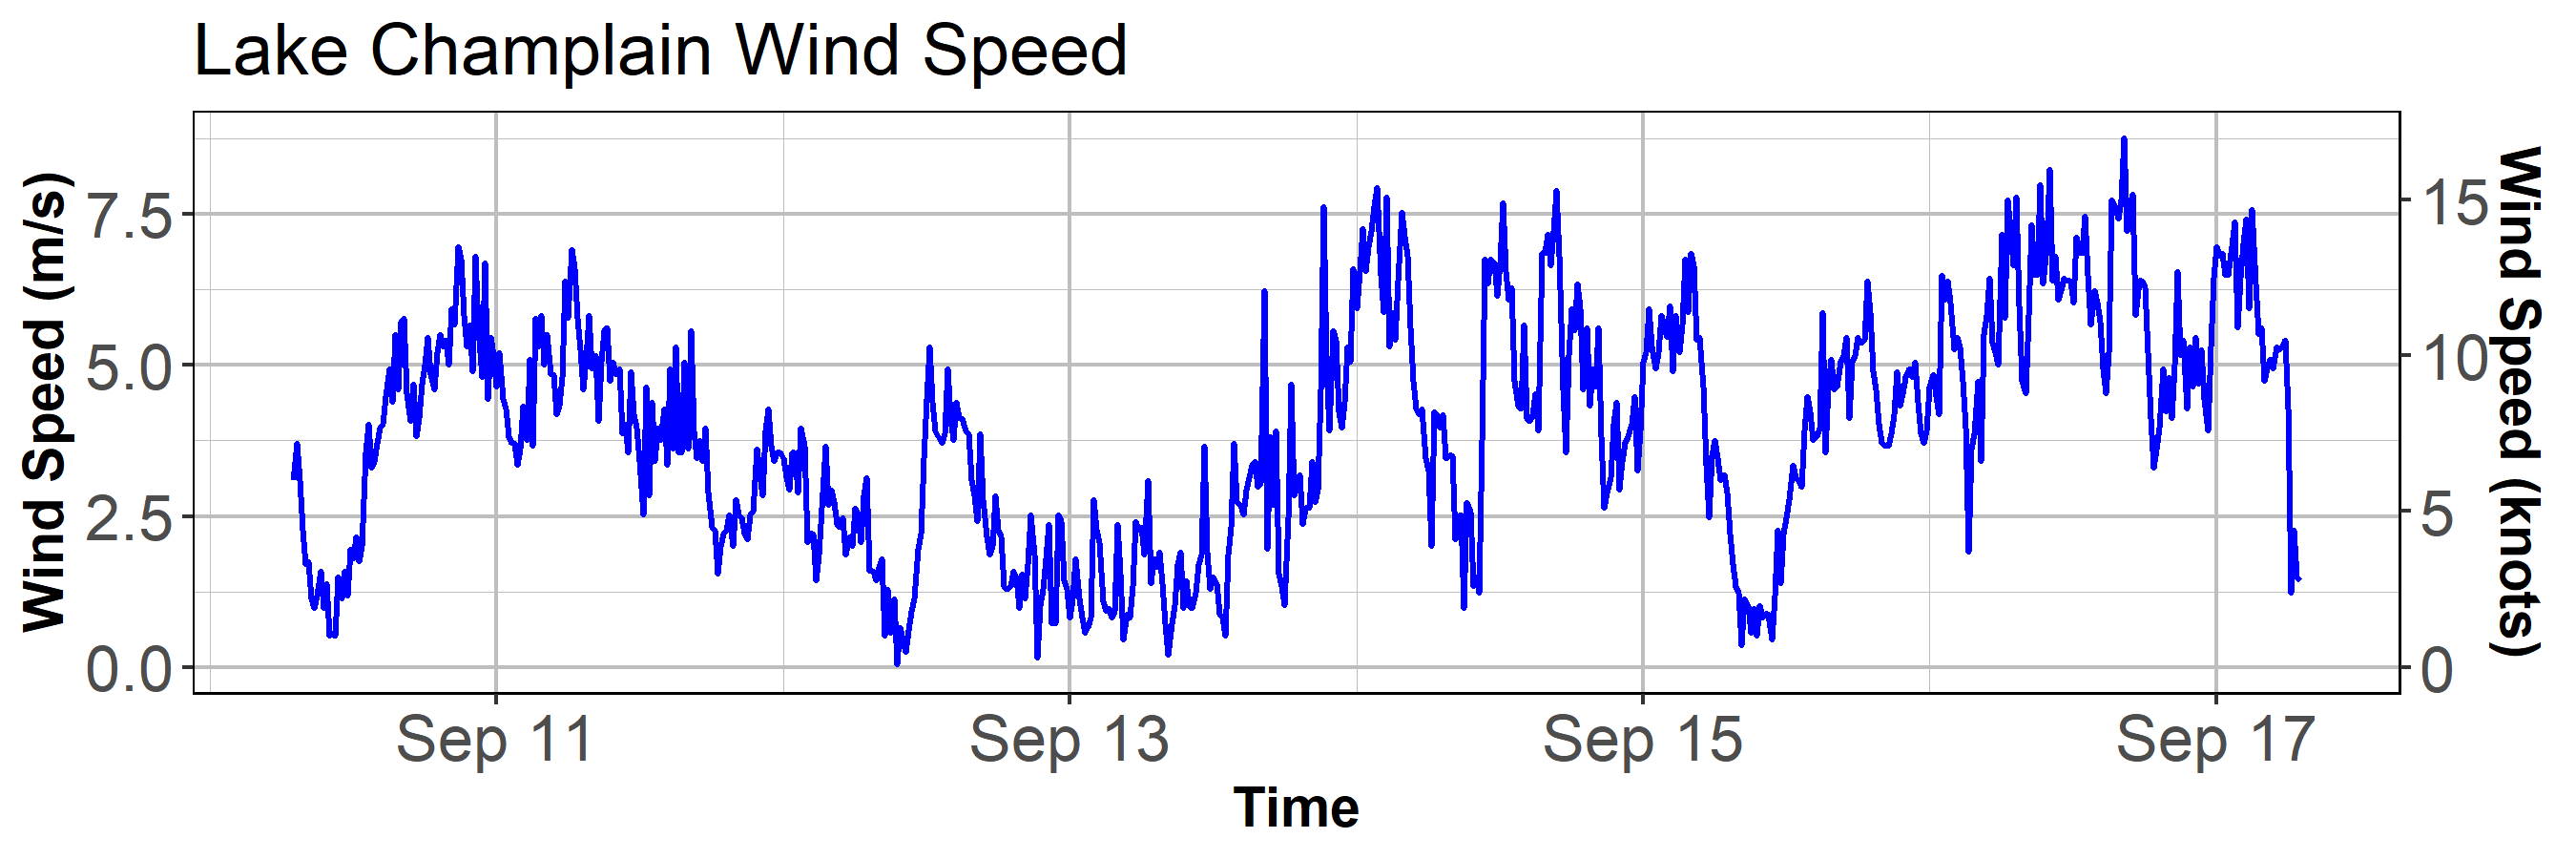 Lake Champlain Wind Speed
Wind Speed (m/s)
7.5
5.0
2.5
0.0
15
10
5
0
Wind Speed (knots)
Sep 11
Sep 13
Sep 15
Sep 17
Time